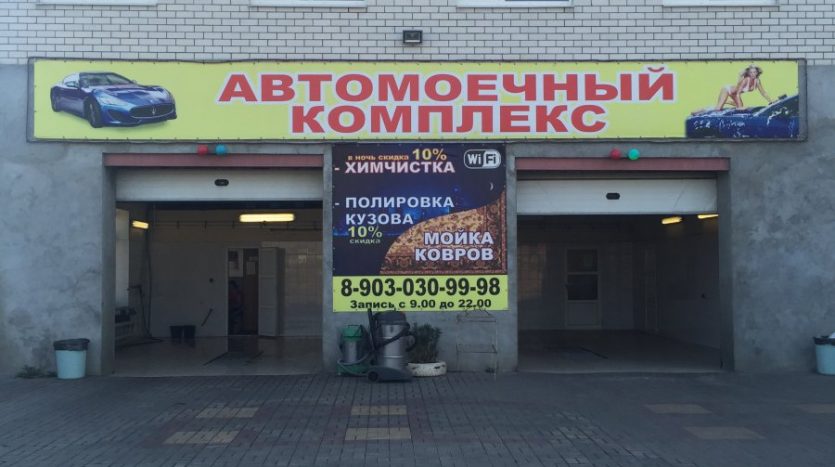 АВТОМОЕЧНЫЙ
КОМПЛЕКС
в ночь скидка 10%
- ХИМЧИСТКА
WiFi
- ПОЛИРОВКА
КУЗОВА
10%
скидка
МОЙКА
КОВРОВ
8-903-030-99-98
Запись с 9.00 до 22.00